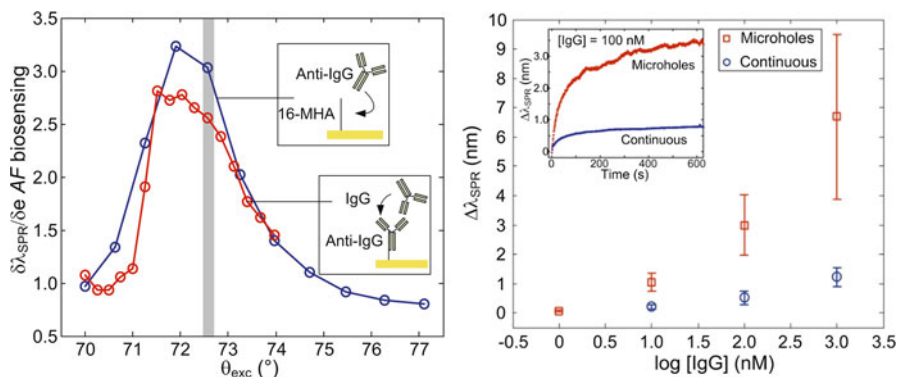 δλSPR/δe AF biosensing
3.5
3.0
2.5
2.0
1.5
1.0
0.5
70 71 72 73 74 75 76 77
θexc (°)
Anti-IgG
16-MHA
IgG
Anti-IgG
ΔλSPR (nm)
10
9
8
7
6
5
4
3
2
1
0
-0.5 0.0 0.5 1.0 1.5 2.0 2.5 3.0 3.5
log [IgG] (nM)
[IgG] = 100 nM
Microholes
Continuous
ΔλSPR (nm)
3.0
2.0
1.0
0
0 200 400 600
Time (s)
Microholes
Continuous